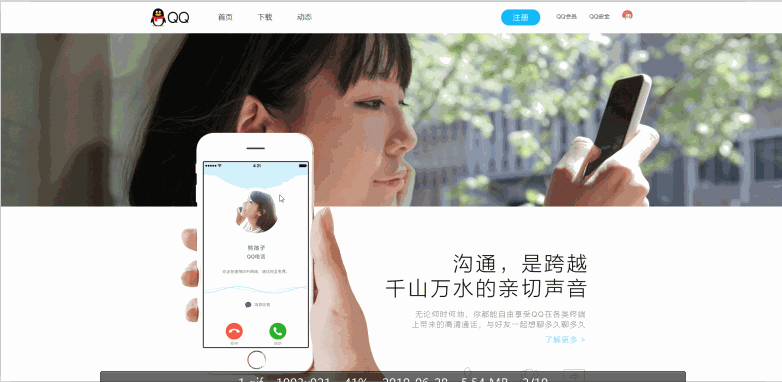 QQ
首页
下载
动态
注册
QQ会员
QQ安全
4:21
QQ电话
沟通，是跨越
千山万水的亲切声音
无论何时何地，你都能自由享受QQ在各类终端
上带来的高清通话，与好友一起想聊多久聊多久
了解更多 >